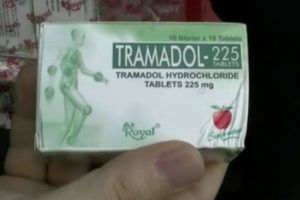 10 Blister x 10 Tablets
TRAMADOL-225
TABLETS
TRAMADOL HYDROCHLORIDE
TABLETS 225 mg
Royal